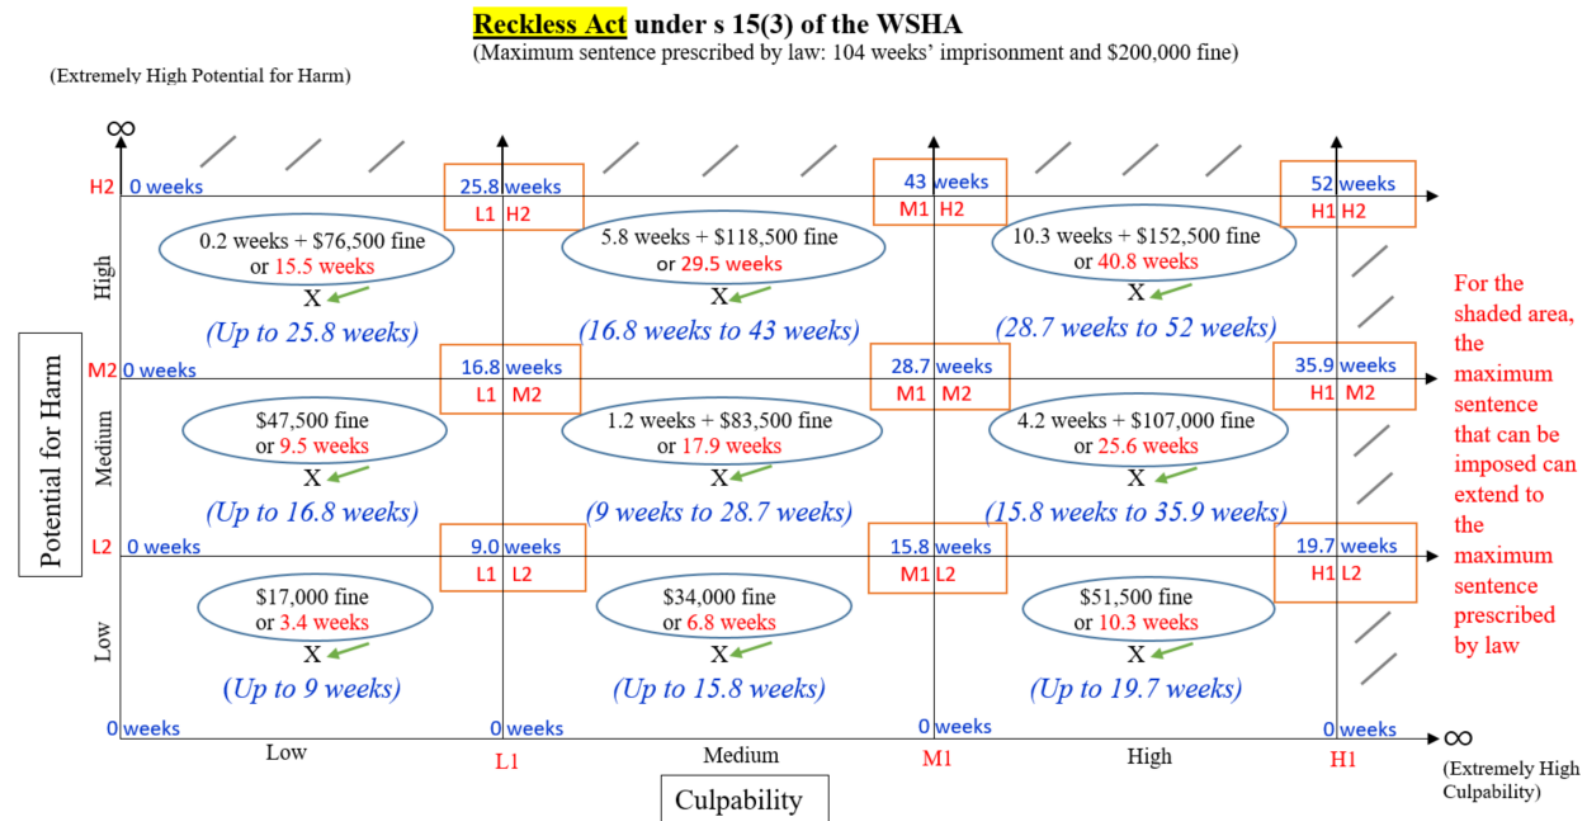 Reckless Act under s 15(3) of the WSHA
(Maximum sentence prescribed by law: 104 weeks' imprisonment and $200,000 fine)
(Extremely High Potential for Harm)
∞
H2 0 weeks 25.8 weeks 43 weeks 52 weeks
L1 H2 M1 H2 H1 H2
0.2 weeks + $76,500 fine
or 15.5 weeks
X
(Up to 25.8 weeks)
5.8 weeks + $118,500 fine
or 29.5 weeks
X
(16.8 weeks to 43 weeks)
10.3 weeks + $152,500 fine
or 40.8 weeks
X
(28.7 weeks to 52 weeks)
High
M2 0 weeks 16.8 weeks 28.7 weeks 35.9 weeks
L1 M2 M1 M2 H1 M2
$47,500 fine
or 9.5 weeks
X
(Up to 16.8 weeks)
1.2 weeks + $83,500 fine
or 17.9 weeks
X
(9 weeks to 28.7 weeks)
4.2 weeks + $107,000 fine
or 25.6 weeks
X
(15.8 weeks to 35.9 weeks)
Medium
Potential for Harm
L2 0 weeks 9.0 weeks 15.8 weeks 19.7 weeks
L1 L2 M1 L2 H1 L2
$17,000 fine
or 3.4 weeks
X
(Up to 9 weeks)
$34,000 fine
or 6.8 weeks
X
(Up to 15.8 weeks)
$51,500 fine
or 10.3 weeks
X
(Up to 19.7 weeks)
Low
0 weeks 0 weeks 0 weeks 0 weeks
∞
Low L1 Medium M1 High H1
(Extremely High
Culpability)
Culpability
For the
shaded area,
the
maximum
sentence
that can be
imposed can
extend to
the
maximum
sentence
prescribed
by law